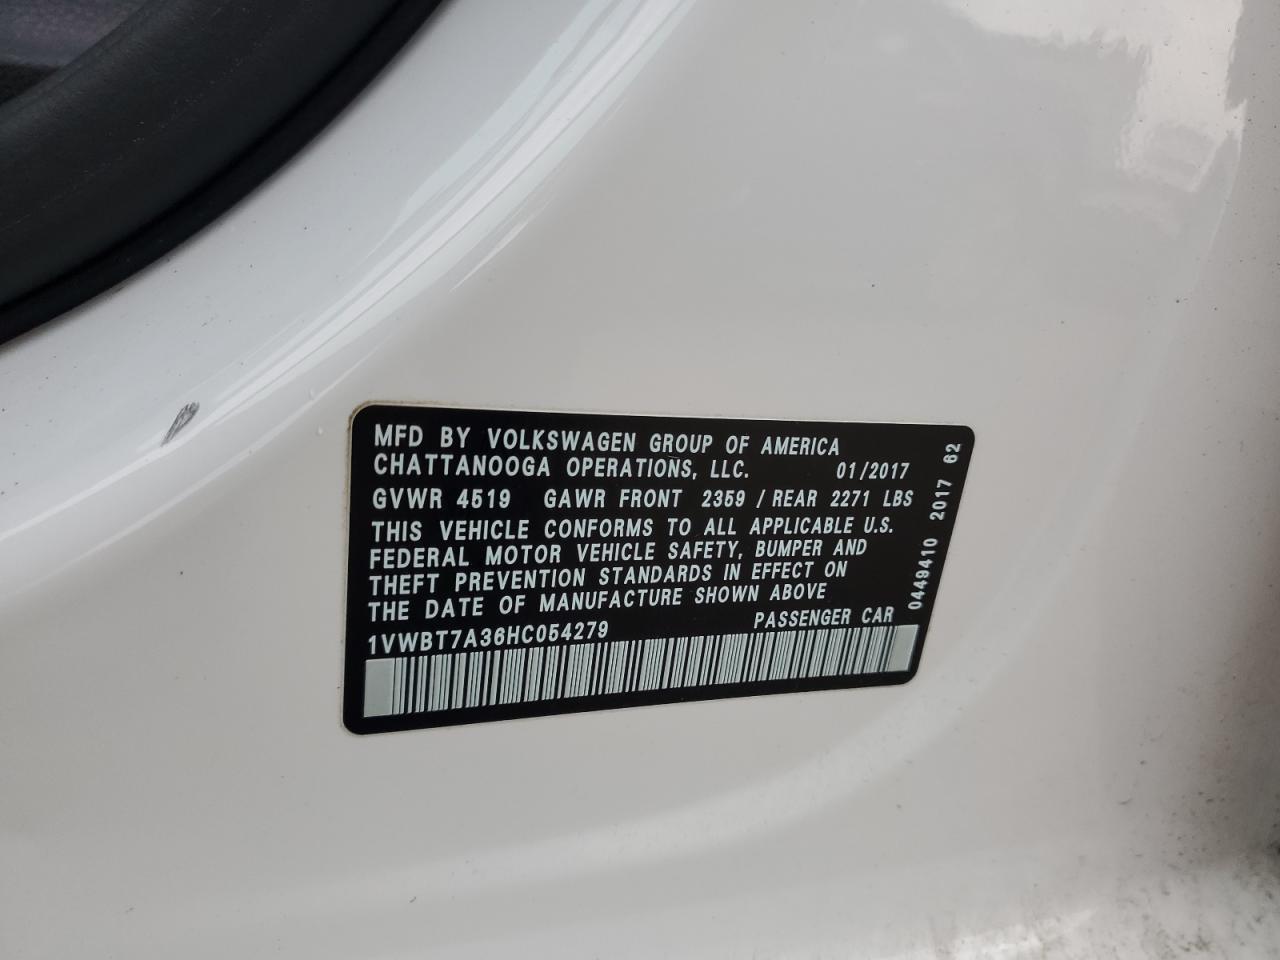 MFD BY VOLKSWAGEN GROUP OF AMERICA
CHATTANOOGA OPERATIONS, LLC. 01/2017
GVWR 4519 GAWR FRONT 2359 / REAR 2271 LBS
THIS VEHICLE CONFORMS TO ALL APPLICABLE U.S.
FEDERAL MOTOR VEHICLE SAFETY, BUMPER AND
THEFT PREVENTION STANDARDS IN EFFECT ON
THE DATE OF MANUFACTURE SHOWN ABOVE
PASSENGER CAR
1VWBT7A36HC054279
0449410 2017 62